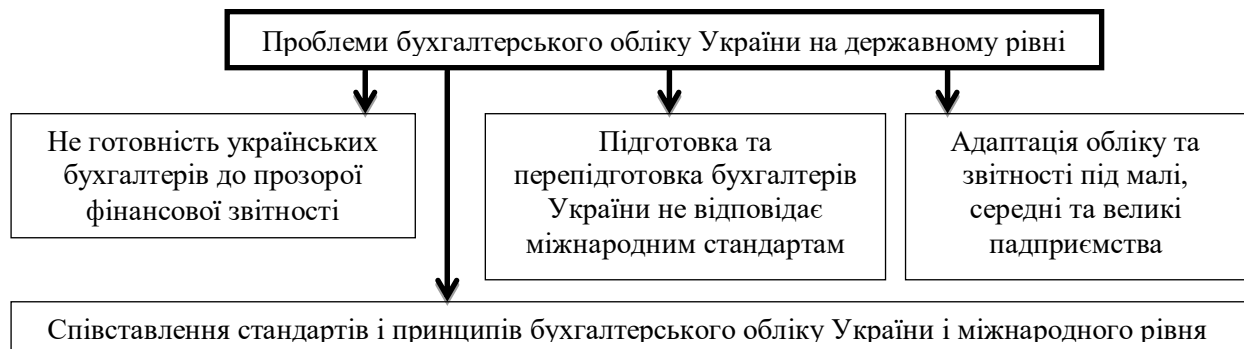 Проблеми бухгалтерського обліку України на державному рівні
Не готовність українських
бухгалтерів до прозорої
фінансової звітності
Підготовка та
перепідготовка бухгалтерів
України не відповідає
міжнародним стандартам
Адаптація обліку та
звітності під малі,
середні та великі
падприємства
Співставлення стандартів і принципів бухгалтерського обліку України і міжнародного рівня